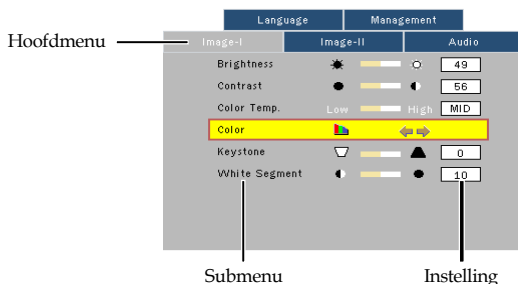 Language Management
Hoofdmenu
Image-I Image-II Audio
Brightness 49
Contrast 56
Color Temp. Low High MID
Color
Keystone 0
White Segment 10
Submenu Instelling